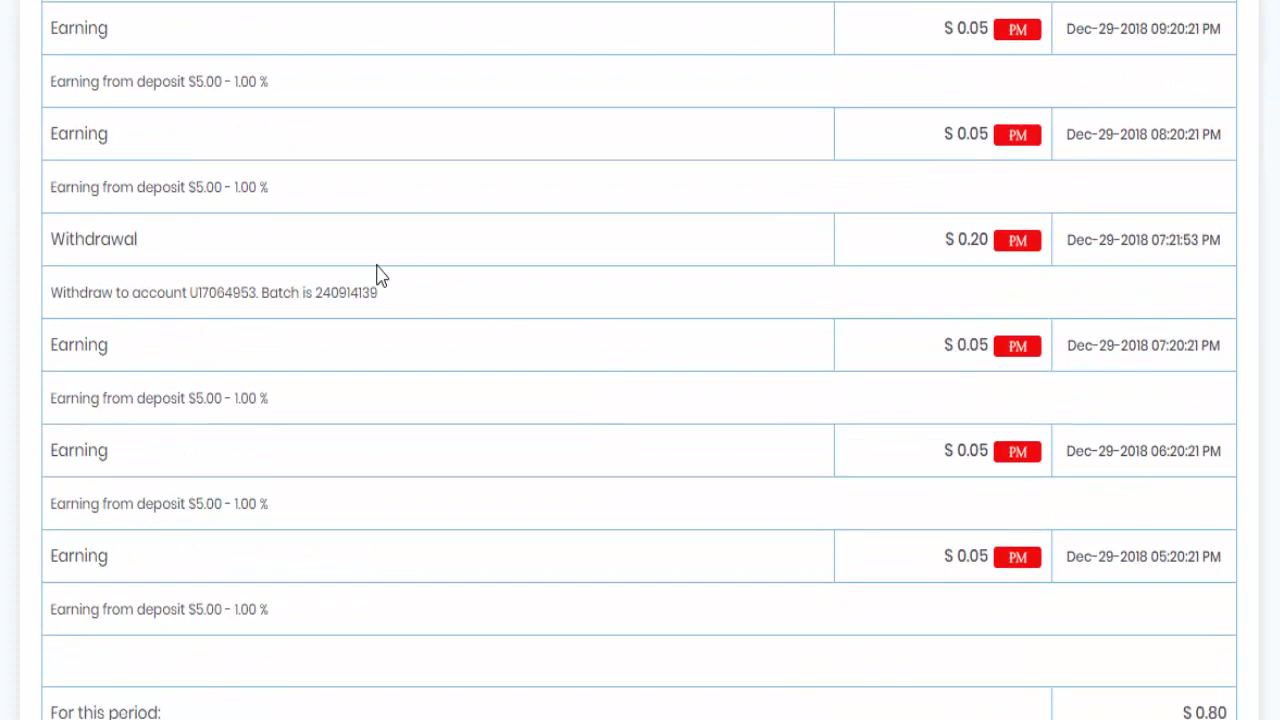 Earning $ 0.05 PM Dec-29-2018 09:20:21 PM
Earning from deposit $5.00 - 1.00 %
Earning $ 0.05 PM Dec-29-2018 08:20:21 PM
Earning from deposit $5.00 - 1.00 %
Withdrawal $ 0.20 PM Dec-29-2018 07:21:53 PM
Withdraw to account U17064953. Batch is 240914139
Earning $ 0.05 PM Dec-29-2018 07:20:21 PM
Earning from deposit $5.00 - 1.00 %
Earning $ 0.05 PM Dec-29-2018 06:20:21 PM
Earning from deposit $5.00 - 1.00 %
Earning $ 0.05 PM Dec-29-2018 05:20:21 PM
Earning from deposit $5.00 - 1.00 %
For this period: $ 0.80